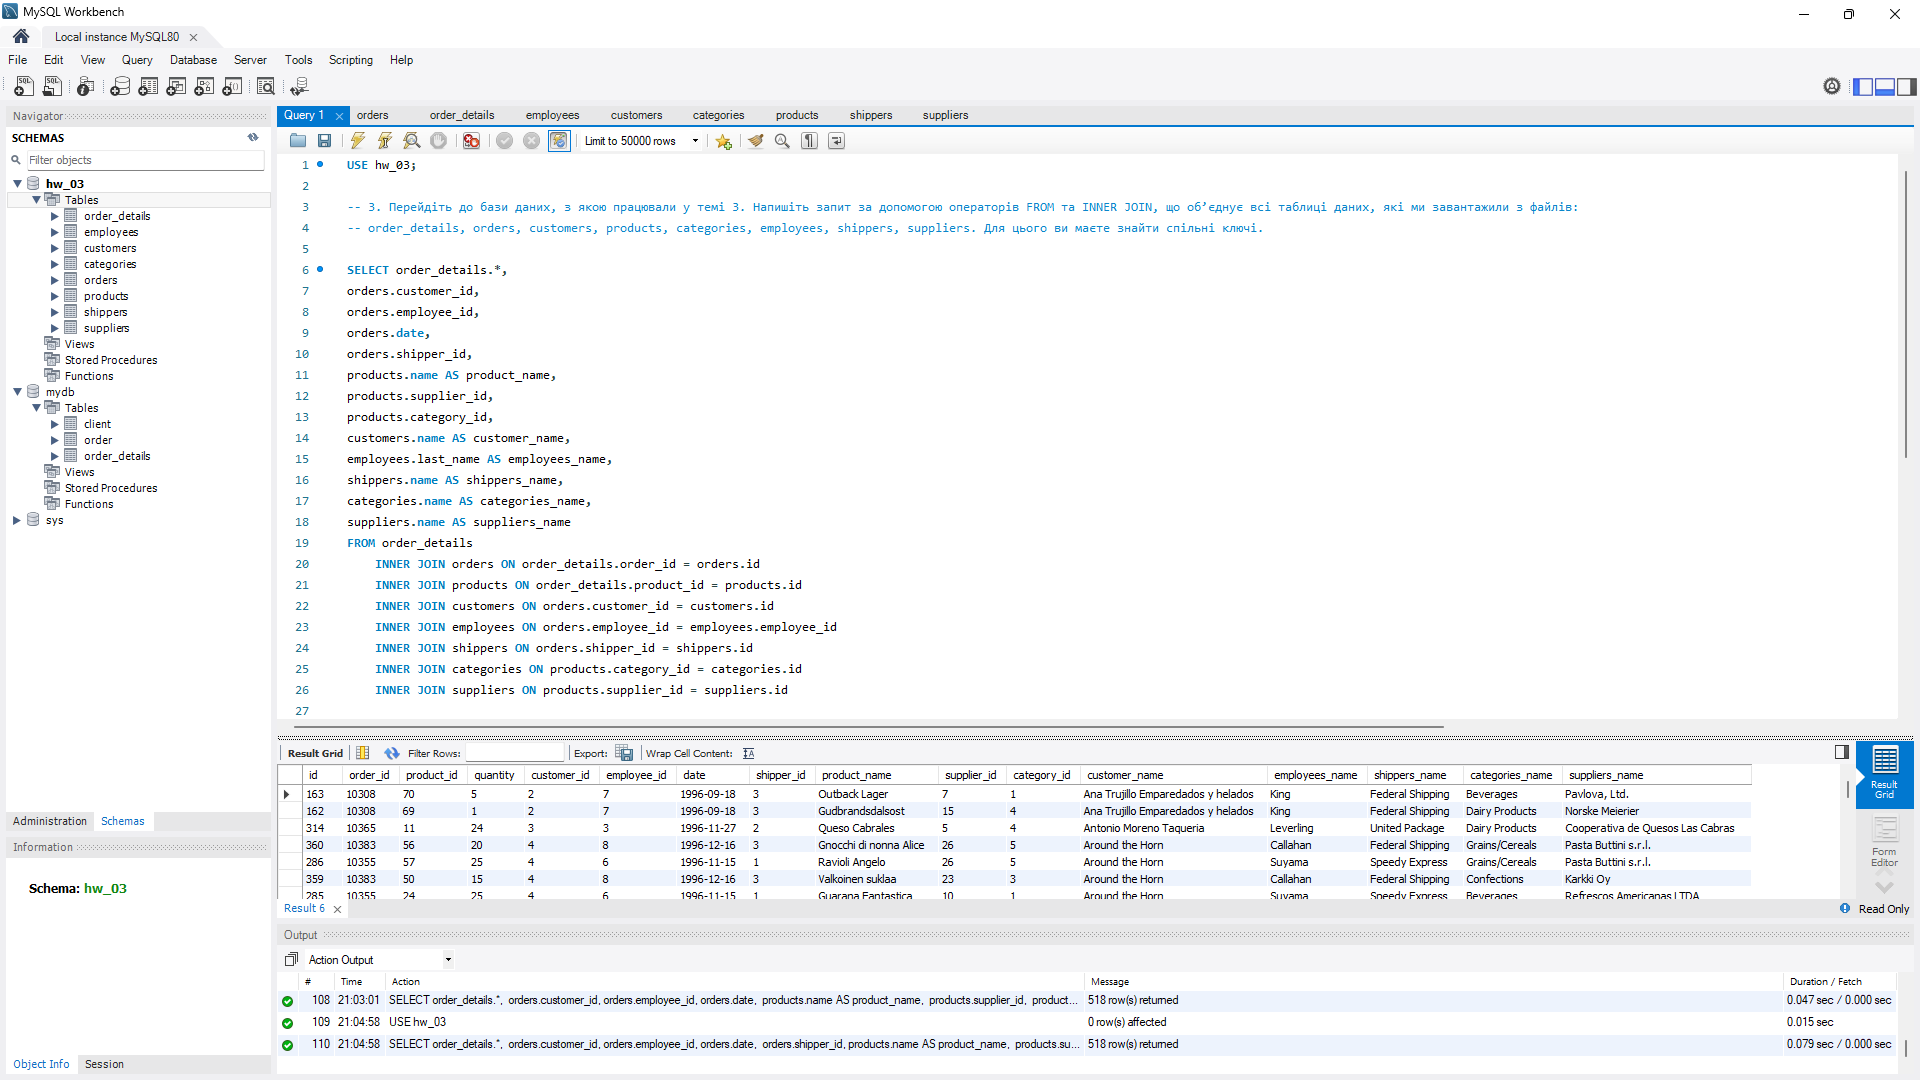 MySQL Workbench
Local instance MySQL80
File Edit View Query Database Server Tools Scripting Help
Navigator
SCHEMAS
Filter objects
hw_03
Tables
order_details
employees
customers
categories
orders
products
shippers
suppliers
Views
Stored Procedures
Functions
mydb
Tables
client
order
order_details
Views
Stored Procedures
Functions
sys
Administration Schemas
Information
Schema: hw_03
Object Info Session
Query 1 orders order_details employees customers categories products shippers suppliers
Limit to 50000 rows
1 USE hw_03;
2
3 -- 3. Перейдіть до бази даних, з якою працювали у темі 3. Напишіть запит за допомогою операторів FROM та INNER JOIN, що об’єднує всі таблиці даних, які ми завантажили з файлів:
4 -- order_details, orders, customers, products, categories, employees, shippers, suppliers. Для цього ви маєте знайти спільні ключі.
5
6 SELECT order_details.*,
7 orders.customer_id,
8 orders.employee_id,
9 orders.date,
10 orders.shipper_id,
11 products.name AS product_name,
12 products.supplier_id,
13 products.category_id,
14 customers.name AS customer_name,
15 employees.last_name AS employees_name,
16 shippers.name AS shippers_name,
17 categories.name AS categories_name,
18 suppliers.name AS suppliers_name
19 FROM order_details
20 INNER JOIN orders ON order_details.order_id = orders.id
21 INNER JOIN products ON order_details.product_id = products.id
22 INNER JOIN customers ON orders.customer_id = customers.id
23 INNER JOIN employees ON orders.employee_id = employees.employee_id
24 INNER JOIN shippers ON orders.shipper_id = shippers.id
25 INNER JOIN categories ON products.category_id = categories.id
26 INNER JOIN suppliers ON products.supplier_id = suppliers.id
27
Result Grid Filter Rows: Export: Wrap Cell Content:
id order_id product_id quantity customer_id employee_id date shipper_id product_name supplier_id category_id customer_name employees_name shippers_name categories_name suppliers_name
163 10308 70 5 2 7 1996-09-18 3 Outback Lager 7 1 Ana Trujillo Emparedados y helados King Federal Shipping Beverages Pavlova, Ltd.
162 10308 69 1 2 7 1996-09-18 3 Gudbrandsdalsost 15 4 Ana Trujillo Emparedados y helados King Federal Shipping Dairy Products Norske Meierier
314 10365 11 24 3 3 1996-11-27 2 Queso Cabrales 5 4 Antonio Moreno Taqueria Leverling United Package Dairy Products Cooperativa de Quesos Las Cabras
360 10383 56 20 4 8 1996-12-16 3 Gnocchi di nonna Alice 26 5 Around the Horn Callahan Federal Shipping Grains/Cereals Pasta Buttini s.r.l.
286 10355 57 25 4 6 1996-11-15 1 Ravioli Angelo 26 5 Around the Horn Suyama Speedy Express Grains/Cereals Pasta Buttini s.r.l.
359 10383 50 15 4 8 1996-12-16 3 Valkoinen suklaa 23 3 Around the Horn Callahan Federal Shipping Confections Karkki Oy
285 10355 24 25 4 6 1996-11-15 1 Guarana Fantastica 10 1 Around the Horn Suyama Speedy Express Beverages Refrescos Americanas LTDA
Result Grid
Form Editor
Result 6
Read Only
Output
Action Output
# Time Action Message Duration / Fetch
108 21:03:01 SELECT order_details.*, orders.customer_id, orders.employee_id, orders.date, products.name AS product_name, products.supplier_id, product... 518 row(s) returned 0.047 sec / 0.000 sec
109 21:04:58 USE hw_03 0 row(s) affected 0.015 sec
110 21:04:58 SELECT order_details.*, orders.customer_id, orders.employee_id, orders.date, orders.shipper_id, products.name AS product_name, products.su... 518 row(s) returned 0.079 sec / 0.000 sec